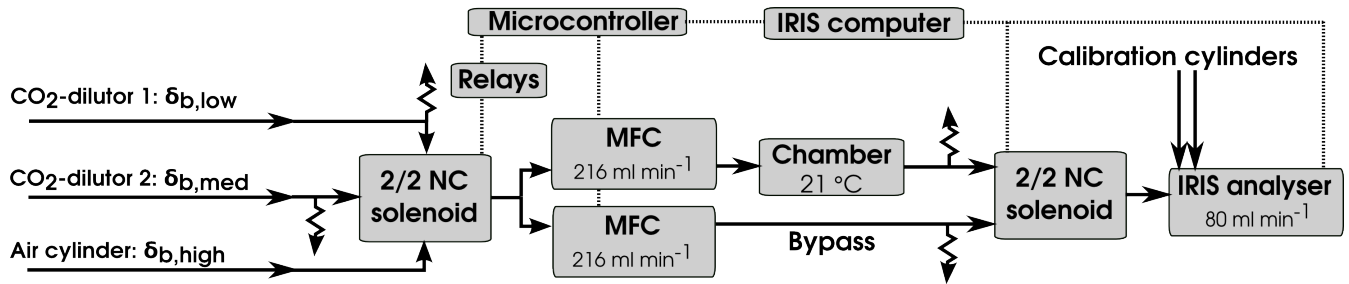 Microcontroller
IRIS computer
Relays
Calibration cylinders
CO2-dilutor 1: δb,low
CO2-dilutor 2: δb,med
Air cylinder: δb,high
2/2 NC
solenoid
MFC
216 ml min-1
MFC
216 ml min-1
Chamber
21 °C
Bypass
2/2 NC
solenoid
IRIS analyser
80 ml min-1